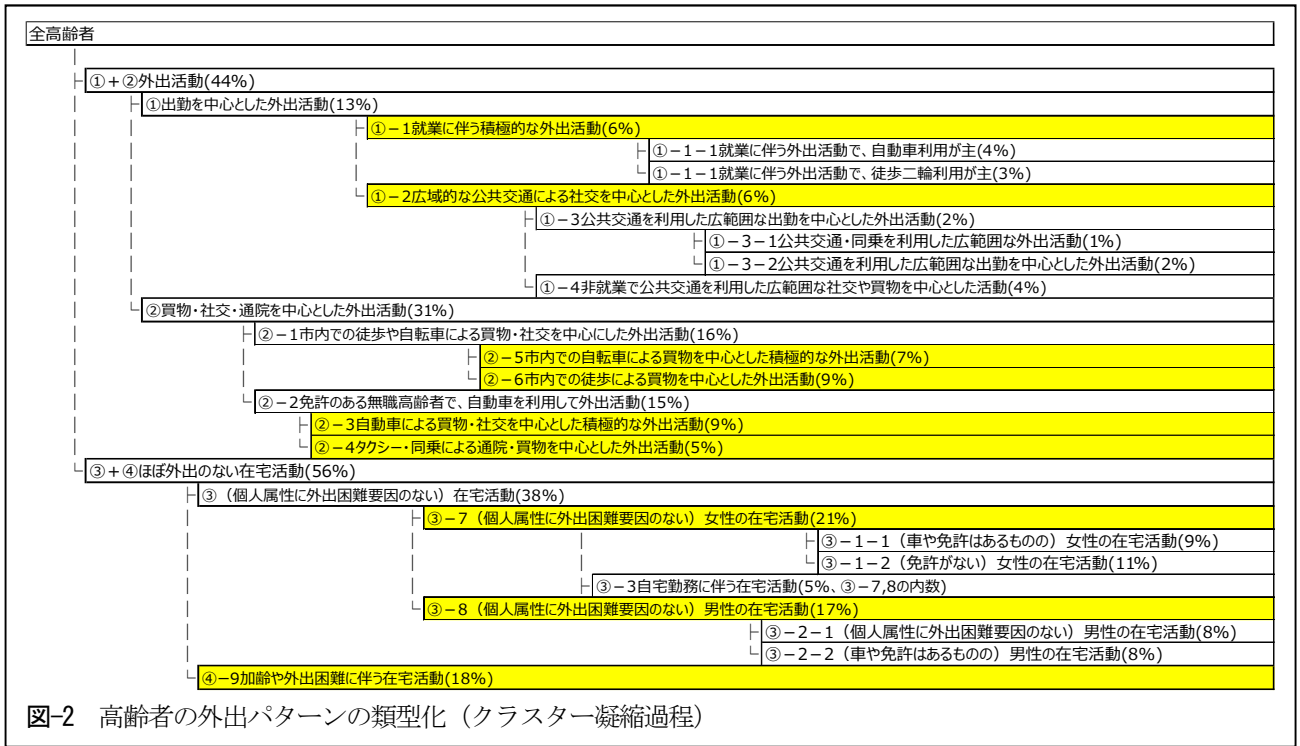 全高齢者
①+②外出活動(44%)
①出勤を中心とした外出活動(13%)
①-1就業に伴う積極的な外出活動(6%)
①-1-1就業に伴う外出活動で、自動車利用が主(4%)
①-1-1就業に伴う外出活動で、徒歩二輪利用が主(3%)
①-2広域的な公共交通による社交を中心とした外出活動(6%)
①-3公共交通を利用した広範囲な出勤を中心とした外出活動(2%)
①-3-1公共交通・同乗を利用した広範囲な外出活動(1%)
①-3-2公共交通を利用した広範囲な出勤を中心とした外出活動(2%)
①-4非就業で公共交通を利用した広範囲な社交や買物を中心とした活動(4%)
②買物・社交・通院を中心とした外出活動(31%)
②-1市内での徒歩や自転車による買物・社交を中心にした外出活動(16%)
②-5市内での自転車による買物を中心とした積極的な外出活動(7%)
②-6市内での徒歩による買物を中心とした外出活動(9%)
②-2免許のある無職高齢者で、自動車を利用して外出活動(15%)
②-3自動車による買物・社交を中心とした積極的な外出活動(9%)
②-4タクシー・同乗による通院・買物を中心とした外出活動(5%)
③+④ほぼ外出のない在宅活動(56%)
③(個人属性に外出困難要因のない)在宅活動(38%)
③-7(個人属性に外出困難要因のない)女性の在宅活動(21%)
③-1-1(車や免許はあるものの)女性の在宅活動(9%)
③-1-2(免許がない)女性の在宅活動(11%)
③-3自宅勤務に伴う在宅活動(5%、③-7,8の内数)
③-8(個人属性に外出困難要因のない)男性の在宅活動(17%)
③-2-1(個人属性に外出困難要因のない)男性の在宅活動(8%)
③-2-2(車や免許はあるものの)男性の在宅活動(8%)
④-9加齢や外出困難に伴う在宅活動(18%)
図-2 高齢者の外出パターンの類型化(クラスター凝縮過程)